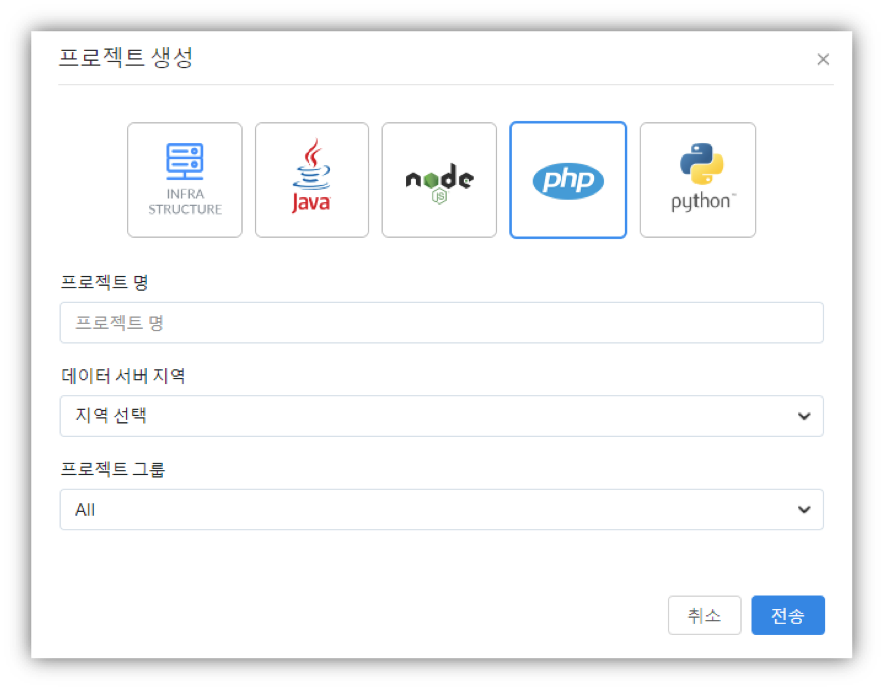 프로젝트 생성
×
INFRA
STRUCTURE
Java
node
JS
php
python™
프로젝트 명
프로젝트 명
데이터 서버 지역
지역 선택
프로젝트 그룹
All
취소 전송